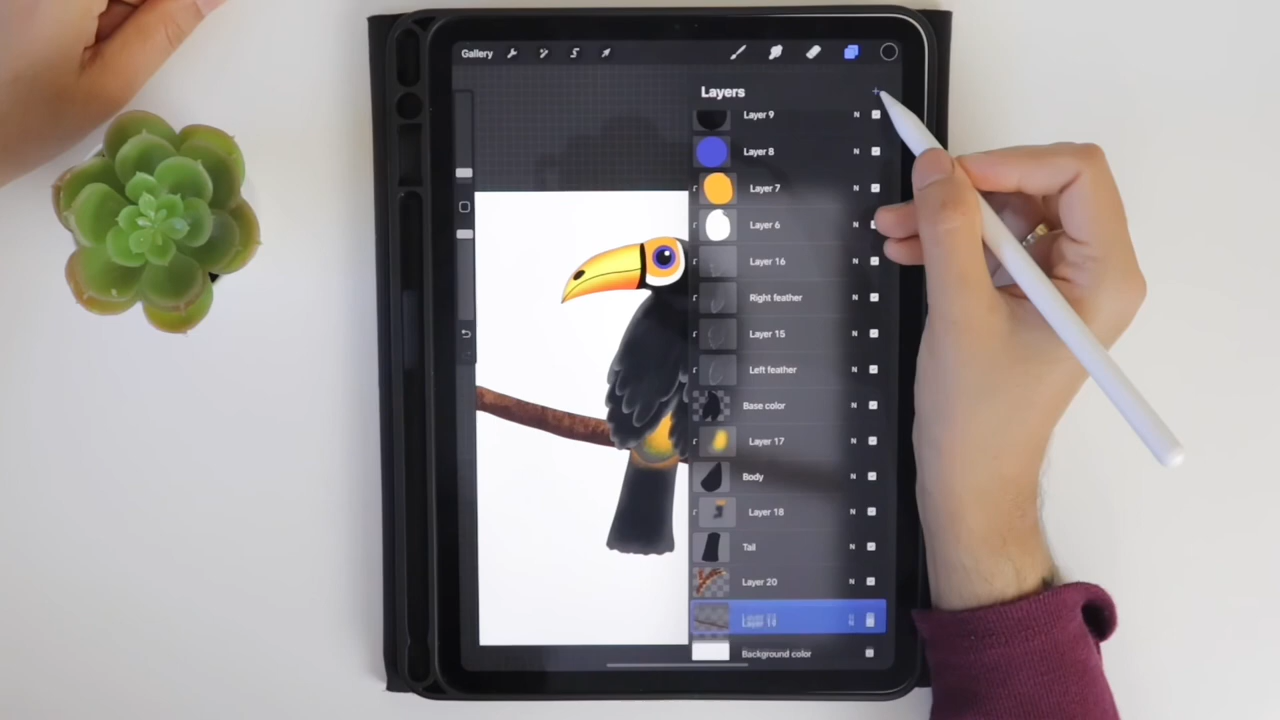 Gallery
Layers
Layer 9 N
Layer 8 N
Layer 7 N
Layer 6 N
Layer 16 N
Right feather N
Layer 15 N
Left feather N
Base color N
Layer 17 N
Body N
Layer 18 N
Tail N
Layer 20 N
Background color